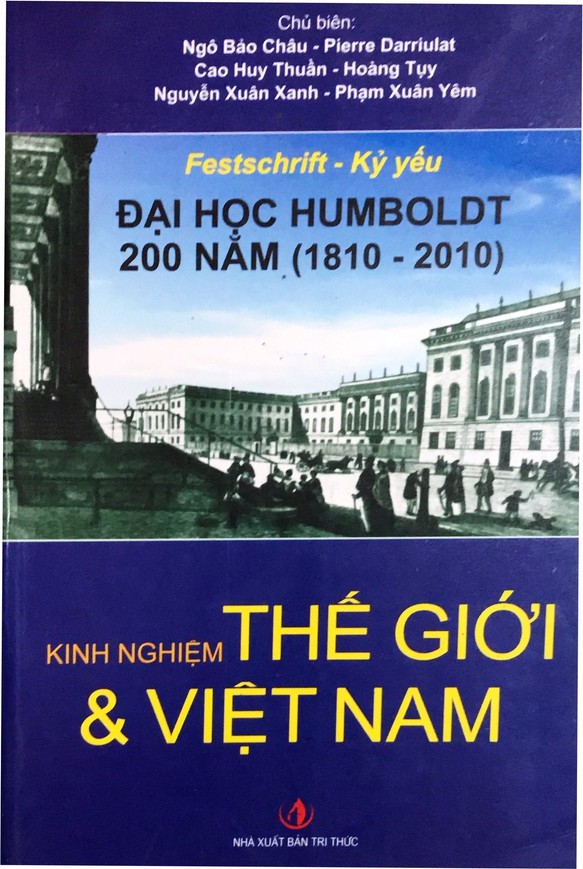 Chủ biên:
Ngô Bảo Châu - Pierre Darriulat
Cao Huy Thuần - Hoàng Tụy
Nguyễn Xuân Xanh - Phạm Xuân Yêm
Festschrift - Kỷ yếu
ĐẠI HỌC HUMBOLDT
200 NĂM (1810 - 2010)
KINH NGHIỆM THẾ GIỚI
& VIỆT NAM
NHÀ XUẤT BẢN TRI THỨC